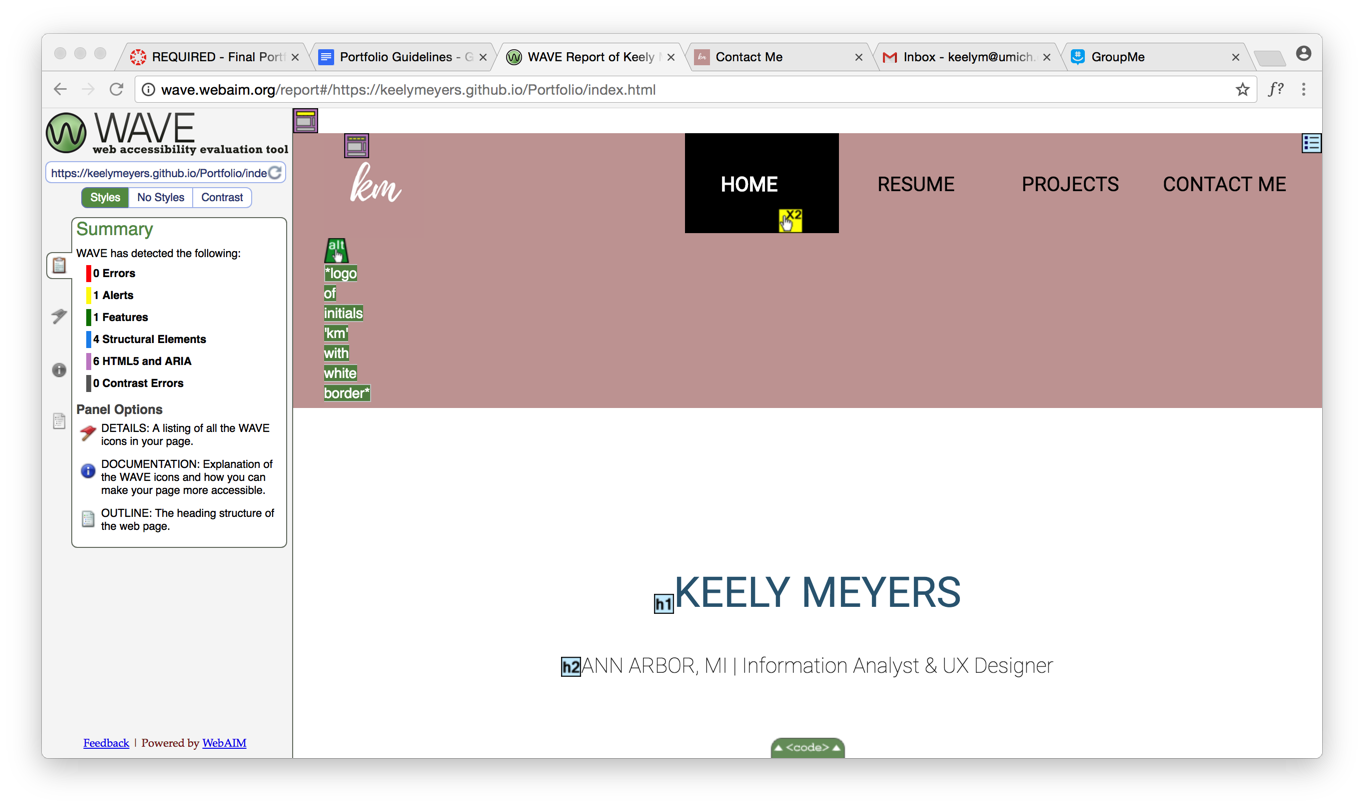 REQUIRED - Final Port
Portfolio Guidelines - G
WAVE Report of Keely
Contact Me
Inbox - keelym@umich.
GroupMe
wave.webaim.org/report#/https://keelymeyers.github.io/Portfolio/index.html
f?
WAVE
web accessibility evaluation tool
https://keelymeyers.github.io/Portfolio/inde
Styles
No Styles
Contrast
Summary
WAVE has detected the following:
0 Errors
1 Alerts
1 Features
4 Structural Elements
6 HTML5 and ARIA
0 Contrast Errors
Panel Options
DETAILS: A listing of all the WAVE
icons in your page.
DOCUMENTATION: Explanation of
the WAVE icons and how you can
make your page more accessible.
OUTLINE: The heading structure of
the web page.
Feedback | Powered by WebAIM
km
HOME
RESUME
PROJECTS
CONTACT ME
X2
alt
*logo
of
initials
'km'
with
white
border*
h1 KEELY MEYERS
h2 ANN ARBOR, MI | Information Analyst & UX Designer
<code>